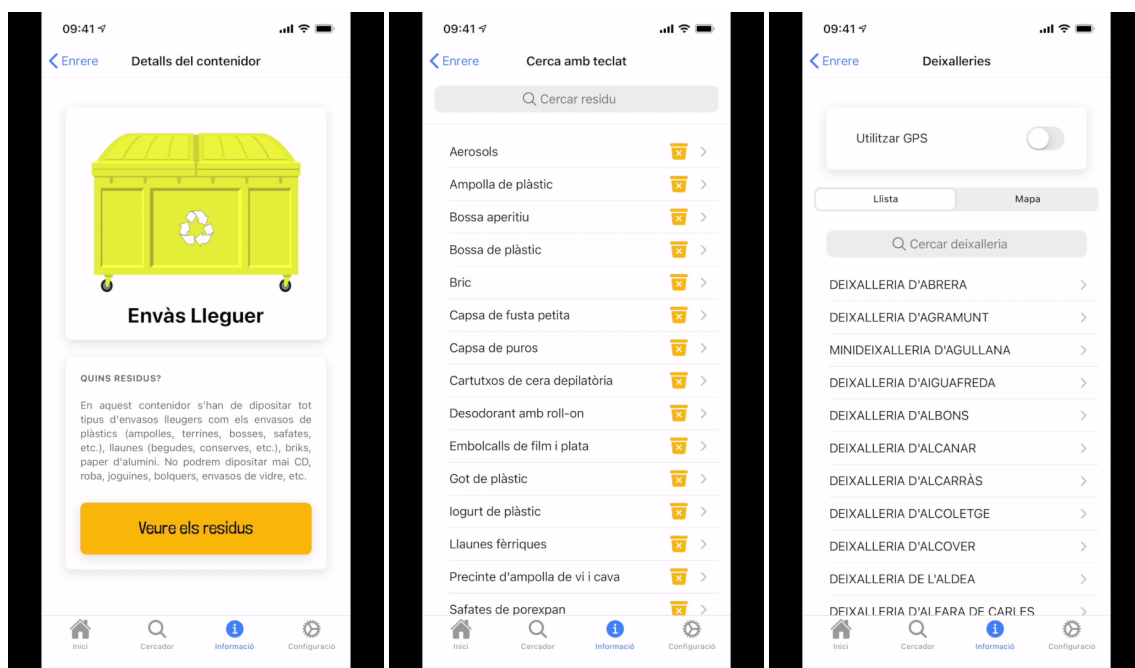 09:41
Enrere
Detalls del contenidor
Envàs Lleguer
QUINS RESIDUS?
En aquest contenidor s'han de dipositar tot
tipus d'envasos lleugers com els envasos de
plàstics (ampolles, terrines, bosses, safates,
etc.), llaunes (begudes, conserves, etc.), briks,
paper d'alumini. No podrem dipositar mai CD,
roba, joguines, bolquers, envasos de vidre, etc.
Veure els residus
Inici
Cercador
Informació
Configuració
09:41
Enrere
Cerca amb teclat
Cercar residu
Aerosols
Ampolla de plàstic
Bossa aperitiu
Bossa de plàstic
Bric
Capsa de fusta petita
Capsa de puros
Cartutxos de cera depilatòria
Desodorant amb roll-on
Embolcalls de film i plata
Got de plàstic
Iogurt de plàstic
Llaunes fèrriques
Precinte d'ampolla de vi i cava
Safates de porexpan
Inici
Cercador
Informació
Configuració
09:41
Enrere
Deixalleries
Utilitzar GPS
Llista
Mapa
Cercar deixalleria
DEIXALLERIA D'ABRERA
DEIXALLERIA D'AGRAMUNT
MINIDEIXALLERIA D'AGULLANA
DEIXALLERIA D'AIGUAFREDA
DEIXALLERIA D'ALBONS
DEIXALLERIA D'ALCANAR
DEIXALLERIA D'ALCARRÀS
DEIXALLERIA D'ALCOLETGE
DEIXALLERIA D'ALCOVER
DEIXALLERIA DE L'ALDEA
DEIXALLERIA D'ALFARA DE CARLES
Inici
Cercador
Informació
Configuració